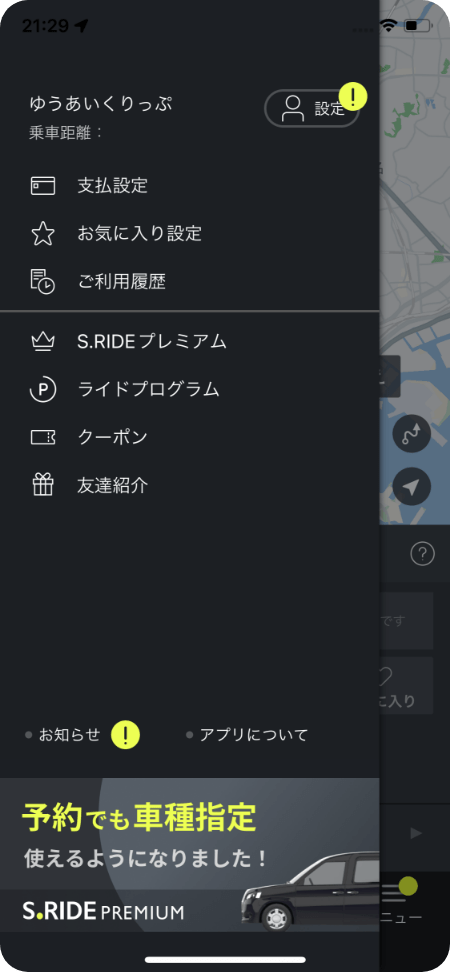 21:29
ゆうあいくりっぷ
設定
!
乗車距離：
支払設定
お気に入り設定
ご利用履歴
S.RIDEプレミアム
P ライドプログラム
クーポン
友達紹介
?
です
に入り
お知らせ ! アプリについて
予約でも車種指定
使えるようになりました！
S.RIDE PREMIUM
ニュー